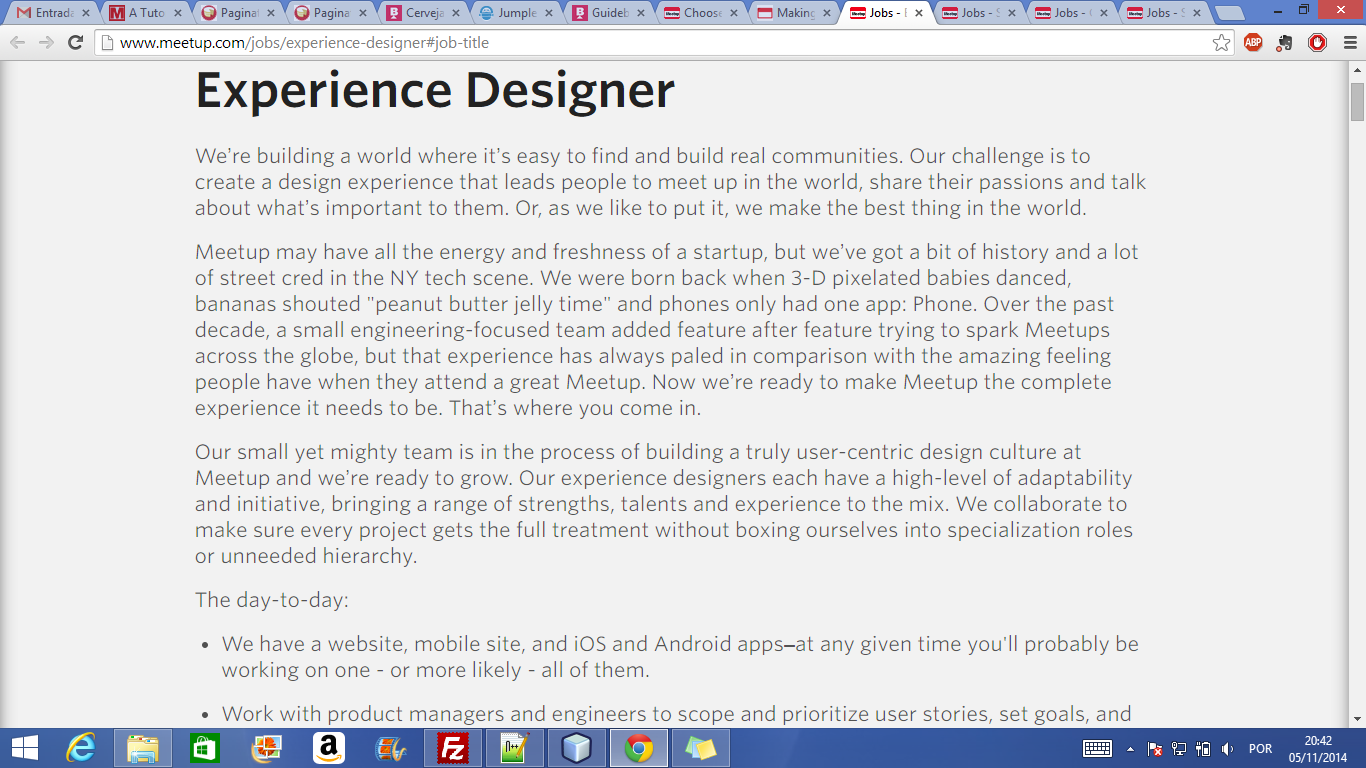 Entrada
A Tuto
Paginat
Pagina
Cerveja
Jumple
Guideb
Choose
Making
Jobs - E
Jobs - S
Jobs -
Jobs - S
www.meetup.com/jobs/experience-designer#job-title
ABP
Experience Designer
We’re building a world where it’s easy to find and build real communities. Our challenge is to
create a design experience that leads people to meet up in the world, share their passions and talk
about what’s important to them. Or, as we like to put it, we make the best thing in the world.
Meetup may have all the energy and freshness of a startup, but we’ve got a bit of history and a lot
of street cred in the NY tech scene. We were born back when 3-D pixelated babies danced,
bananas shouted "peanut butter jelly time" and phones only had one app: Phone. Over the past
decade, a small engineering-focused team added feature after feature trying to spark Meetups
across the globe, but that experience has always paled in comparison with the amazing feeling
people have when they attend a great Meetup. Now we’re ready to make Meetup the complete
experience it needs to be. That’s where you come in.
Our small yet mighty team is in the process of building a truly user-centric design culture at
Meetup and we’re ready to grow. Our experience designers each have a high-level of adaptability
and initiative, bringing a range of strengths, talents and experience to the mix. We collaborate to
make sure every project gets the full treatment without boxing ourselves into specialization roles
or unneeded hierarchy.
The day-to-day:
• We have a website, mobile site, and iOS and Android apps—at any given time you'll probably be
working on one - or more likely - all of them.
• Work with product managers and engineers to scope and prioritize user stories, set goals, and
POR
20:42
05/11/2014